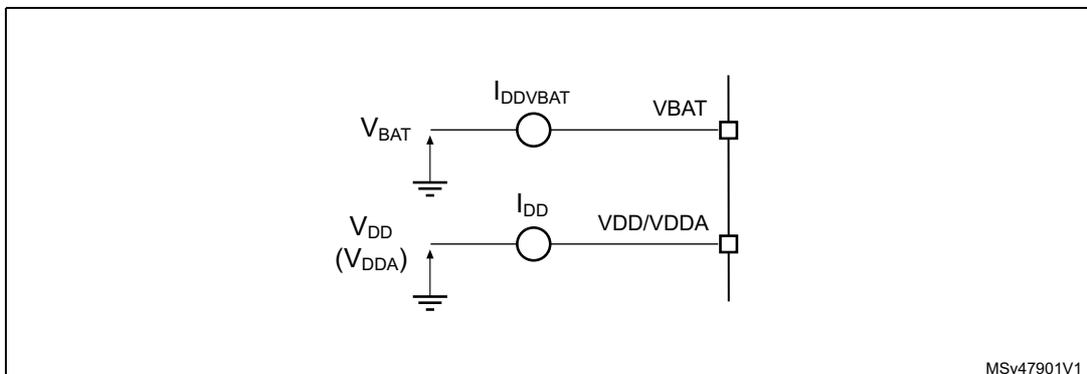 IDDVBAT
VBAT
VBAT
IDD
VDD/VDDA
VDD
(VDDA)
MSv47901V1